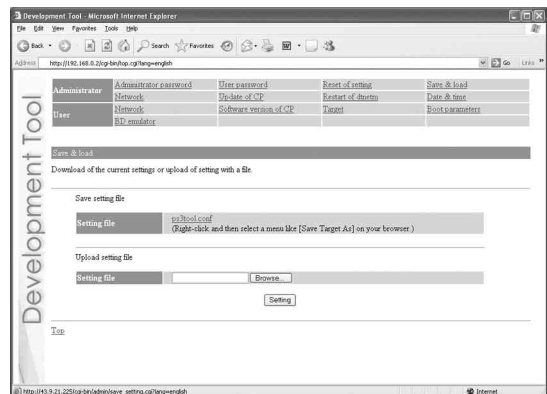 Development Tool - Microsoft Internet Explorer
File Edit View Favorites Tools Help
Back Search Favorites
Address http://192.168.0.2/cgi-bin/top.cgi?lang=english Go Links »
Development Tool
Administrator Administrator password User password Reset of setting Save & load
Network Update of CP Restart of dtnetm Date & time
User Network Software version of CP Target Boot parameters
BD emulator
Save & load
Download of the current settings or upload of setting with a file.
Save setting file
Setting file ps3tool.conf
(Right-click and then select a menu like [Save Target As] on your browser.)
Upload setting file
Setting file Browse...
Setting
Top
http://43.9.21.225/cgi-bin/admin/save_setting.cgi?lang=english Internet